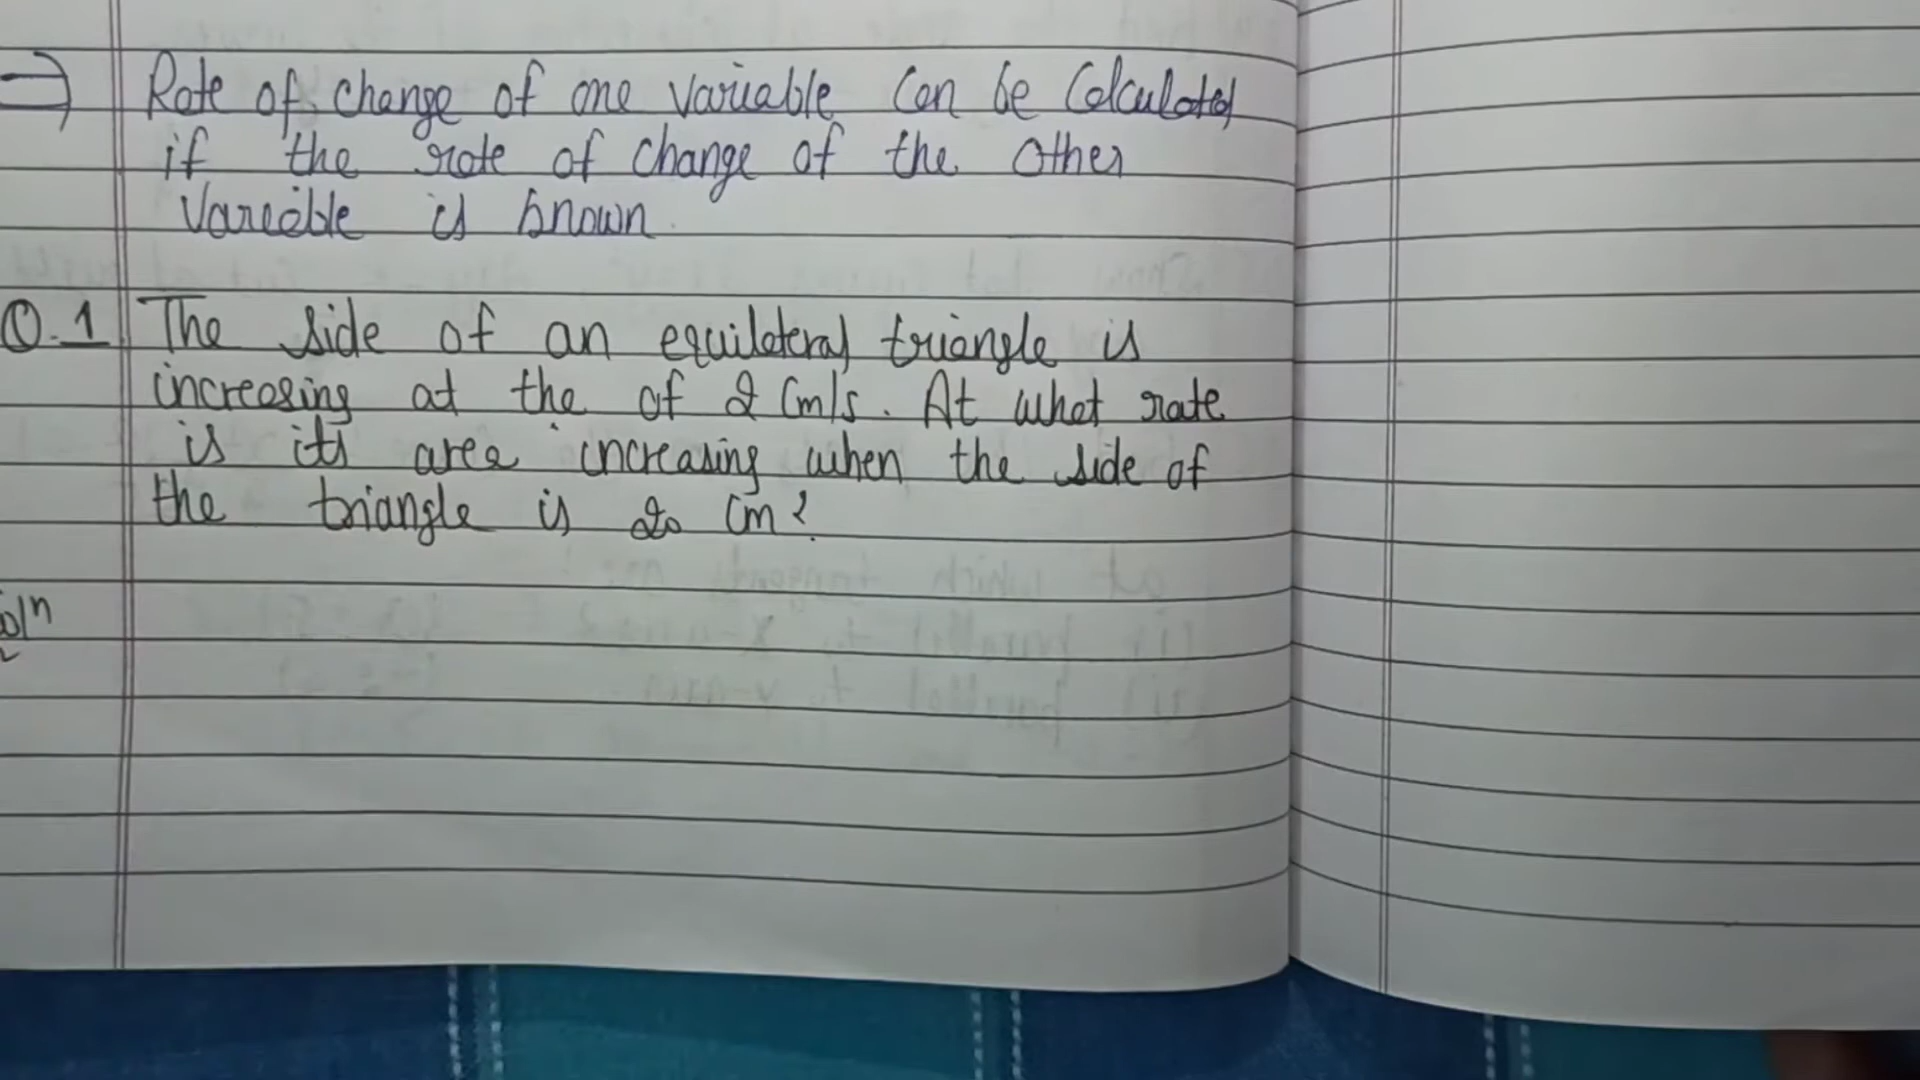 → Rate of change of one variable can be Calculated
if the rate of change of the other
Variable is known.
Q.1 The side of an equilateral triangle is
increasing at the of 2 Cm/s. At what rate
is its area increasing when the side of
the triangle is 20 Cm?
Soln